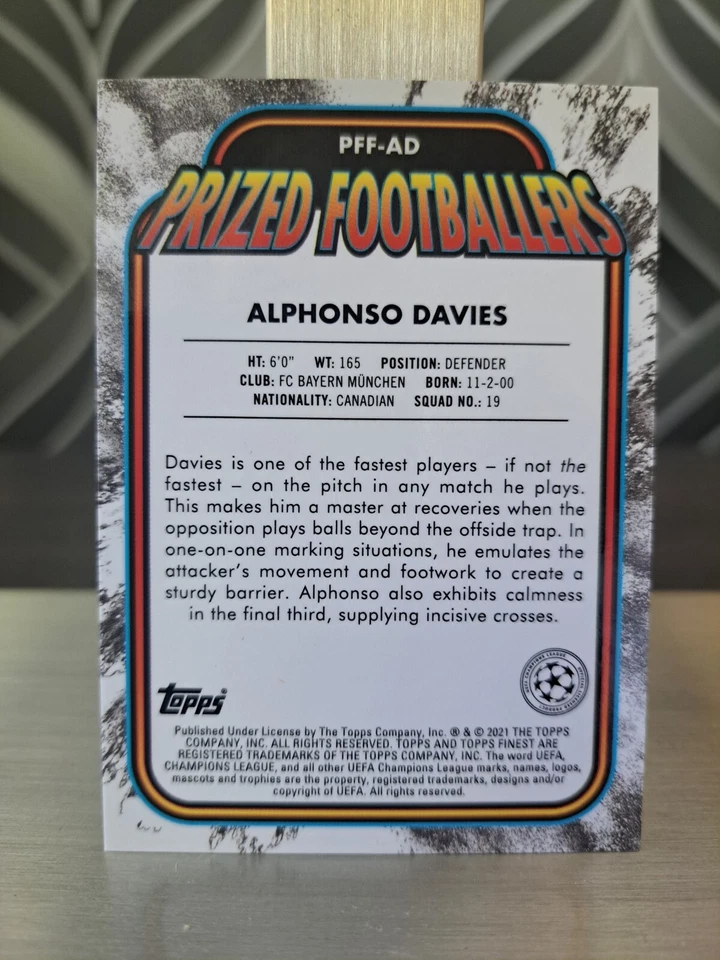 PFF-AD
PRIZED FOOTBALLERS
ALPHONSO DAVIES
HT: 6'0" WT: 165 POSITION: DEFENDER
CLUB: FC BAYERN MÜNCHEN BORN: 11-2-00
NATIONALITY: CANADIAN SQUAD NO.: 19
Davies is one of the fastest players – if not the
fastest – on the pitch in any match he plays.
This makes him a master at recoveries when the
opposition plays balls beyond the offside trap. In
one-on-one marking situations, he emulates the
attacker's movement and footwork to create a
sturdy barrier. Alphonso also exhibits calmness
in the final third, supplying incisive crosses.
Topps®
UEFA CHAMPIONS LEAGUE
OFFICIAL LICENSED PRODUCT
Published Under License by The Topps Company, Inc. ® & © 2021 THE TOPPS
COMPANY, INC. ALL RIGHTS RESERVED. TOPPS AND TOPPS FINEST ARE
REGISTERED TRADEMARKS OF THE TOPPS COMPANY, INC. The word UEFA,
CHAMPIONS LEAGUE, and all other UEFA Champions League marks, names, logos,
mascots and trophies are the property, registered trademarks, designs and/or
copyright of UEFA. All rights reserved.